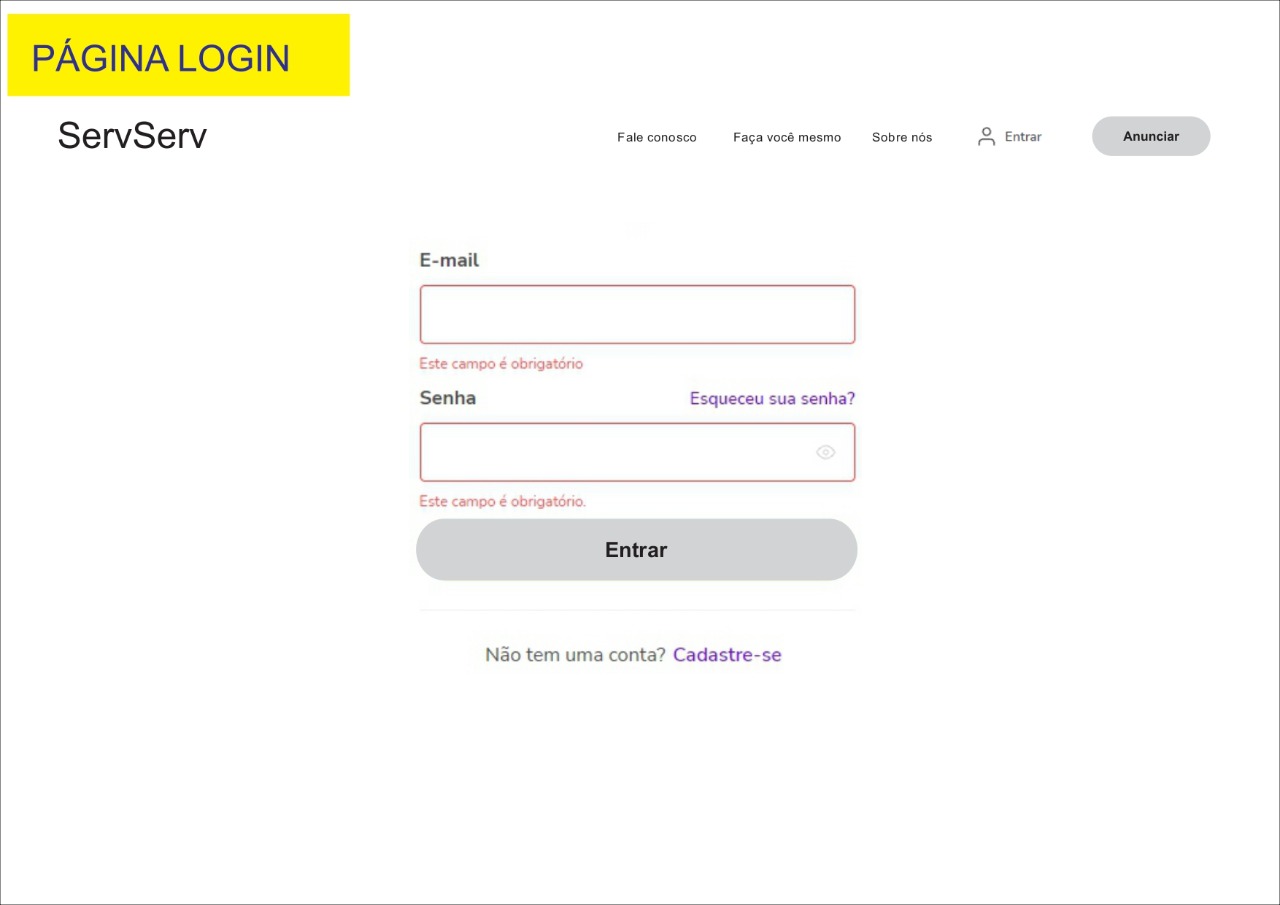 PÁGINA LOGIN
ServServ
Fale conosco
Faça você mesmo
Sobre nós
Entrar
Anunciar
E-mail
Este campo é obrigatório
Senha
Esqueceu sua senha?
Este campo é obrigatório.
Entrar
Não tem uma conta? Cadastre-se